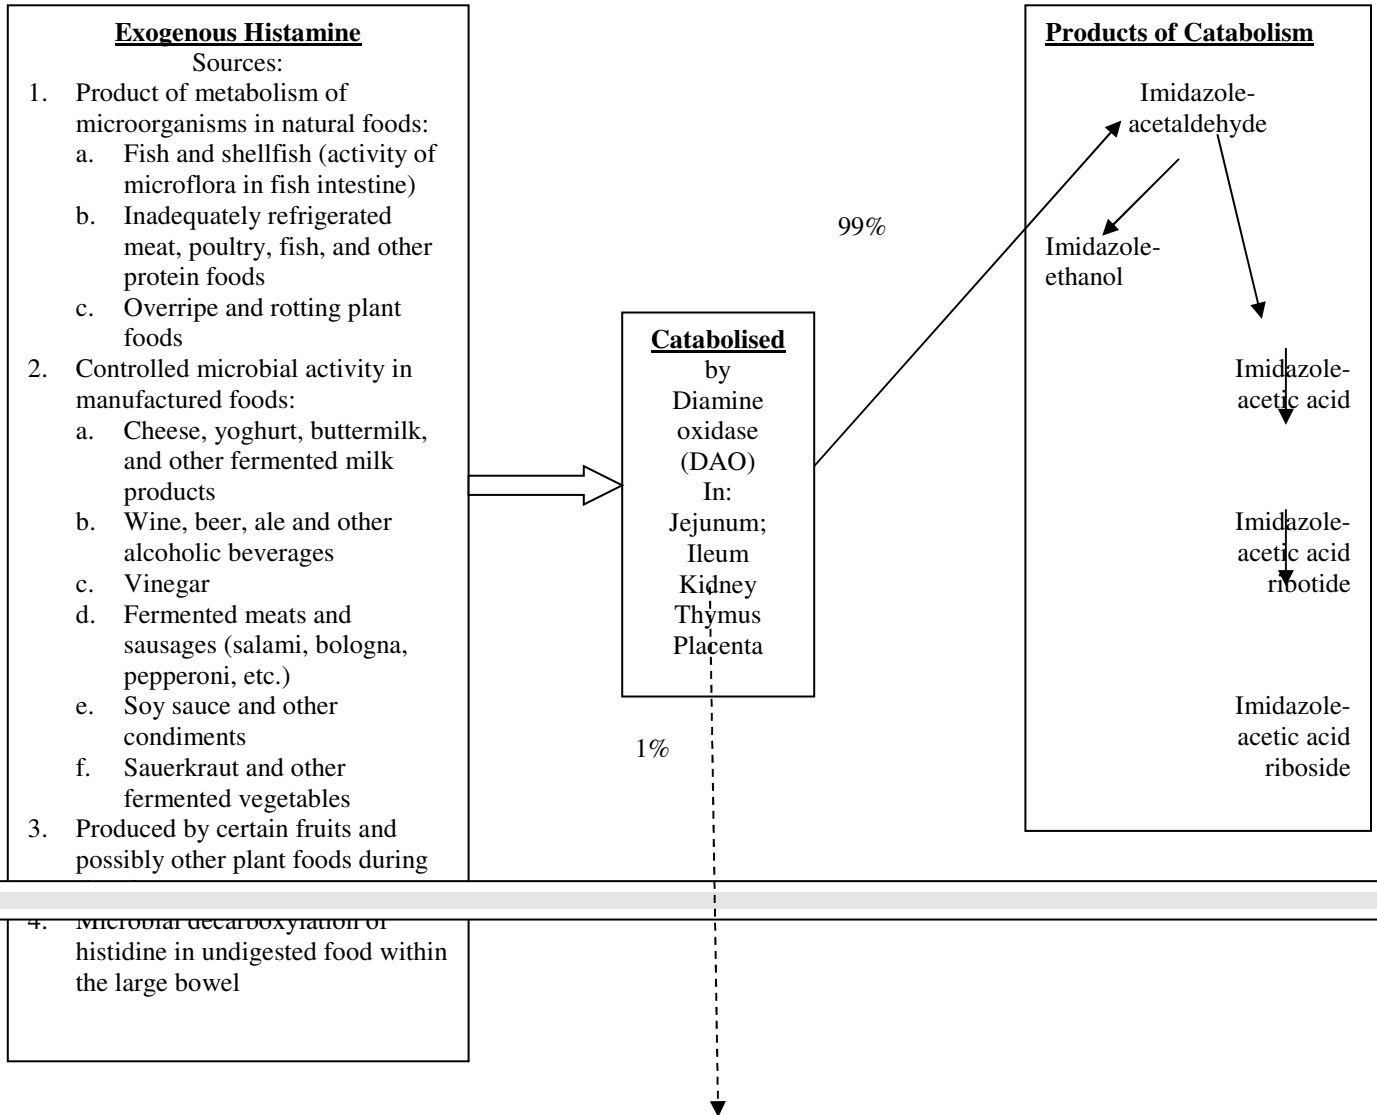 Exogenous Histamine
Sources:
1. Product of metabolism of
microorganisms in natural foods:
a. Fish and shellfish (activity of
microflora in fish intestine)
b. Inadequately refrigerated
meat, poultry, fish, and other
protein foods
c. Overripe and rotting plant
foods
2. Controlled microbial activity in
manufactured foods:
a. Cheese, yoghurt, buttermilk,
and other fermented milk
products
b. Wine, beer, ale and other
alcoholic beverages
c. Vinegar
d. Fermented meats and
sausages (salami, bologna,
pepperoni, etc.)
e. Soy sauce and other
condiments
f. Sauerkraut and other
fermented vegetables
3. Produced by certain fruits and
possibly other plant foods during
4. Microbial decarboxylation of
histidine in undigested food within
the large bowel
Catabolised
by
Diamine
oxidase
(DAO)
In:
Jejunum;
Ileum
Kidney
Thymus
Placenta
99%
1%
Products of Catabolism
Imidazole-
acetaldehyde
Imidazole-
ethanol
Imidazole-
acetic acid
Imidazole-
acetic acid
ribotide
Imidazole-
acetic acid
riboside